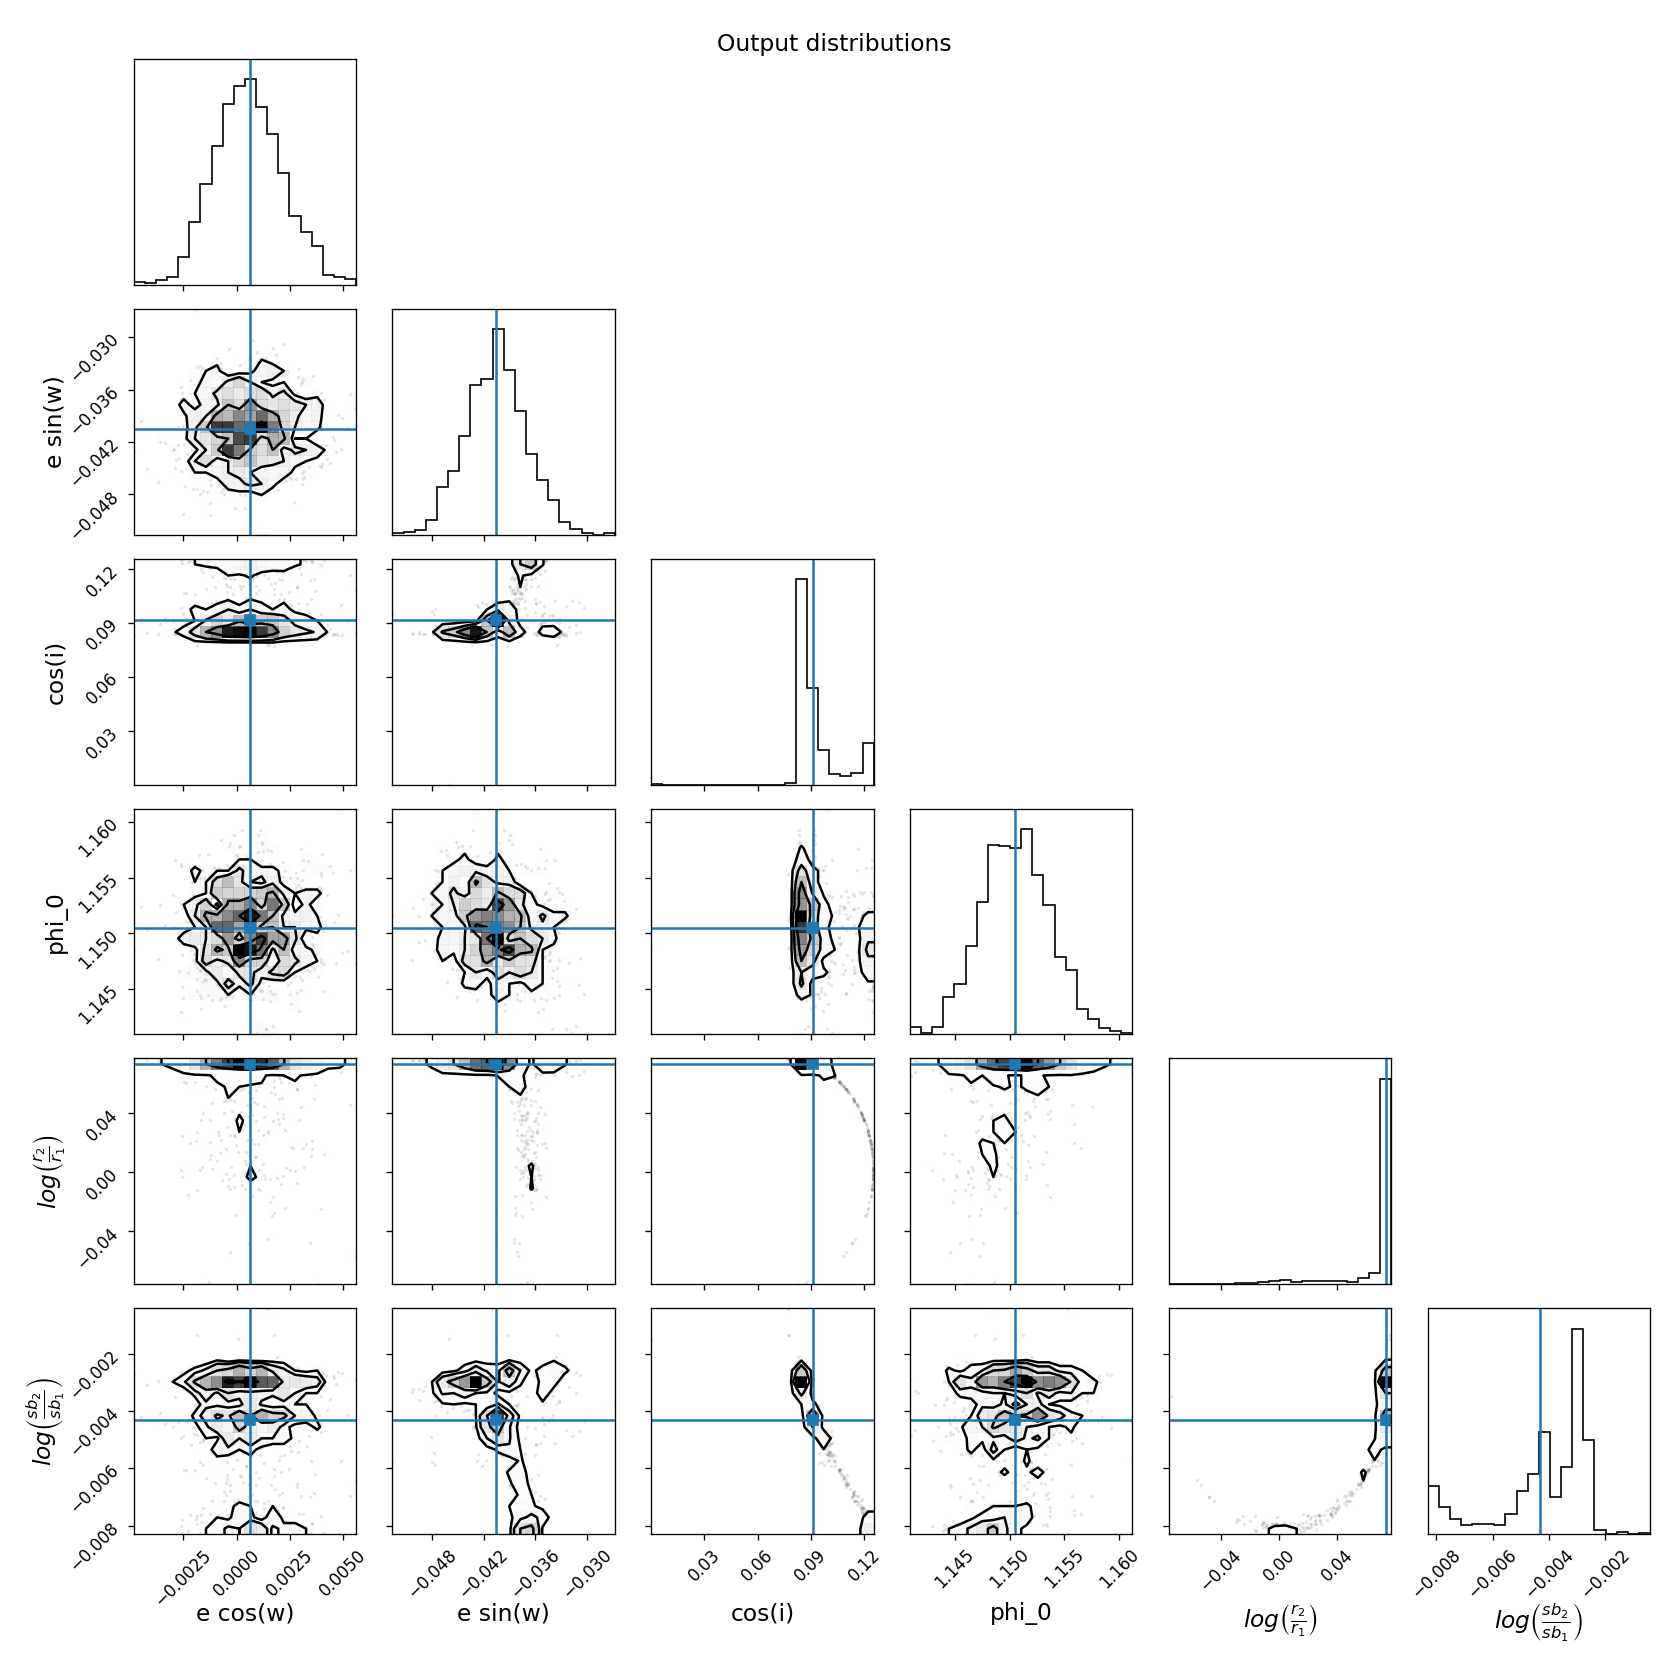 Output distributions
−0.030
−0.036
−0.042
−0.048
e sin(w)
0.12
0.09
0.06
0.03
cos(i)
1.160
1.155
1.150
1.145
phi_0
0.04
0.00
−0.04
log(r₂/r₁)
−0.002
−0.004
−0.006
−0.008
log(sb₂/sb₁)
−0.0025 0.0000 0.0025 0.0050 −0.048 −0.042 −0.036 −0.030 0.03 0.06 0.09 0.12 1.145 1.150 1.155 1.160 −0.04 0.00 0.04 −0.008 −0.006 −0.004 −0.002
e cos(w) e sin(w) cos(i) phi_0 log(r₂/r₁) log(sb₂/sb₁)